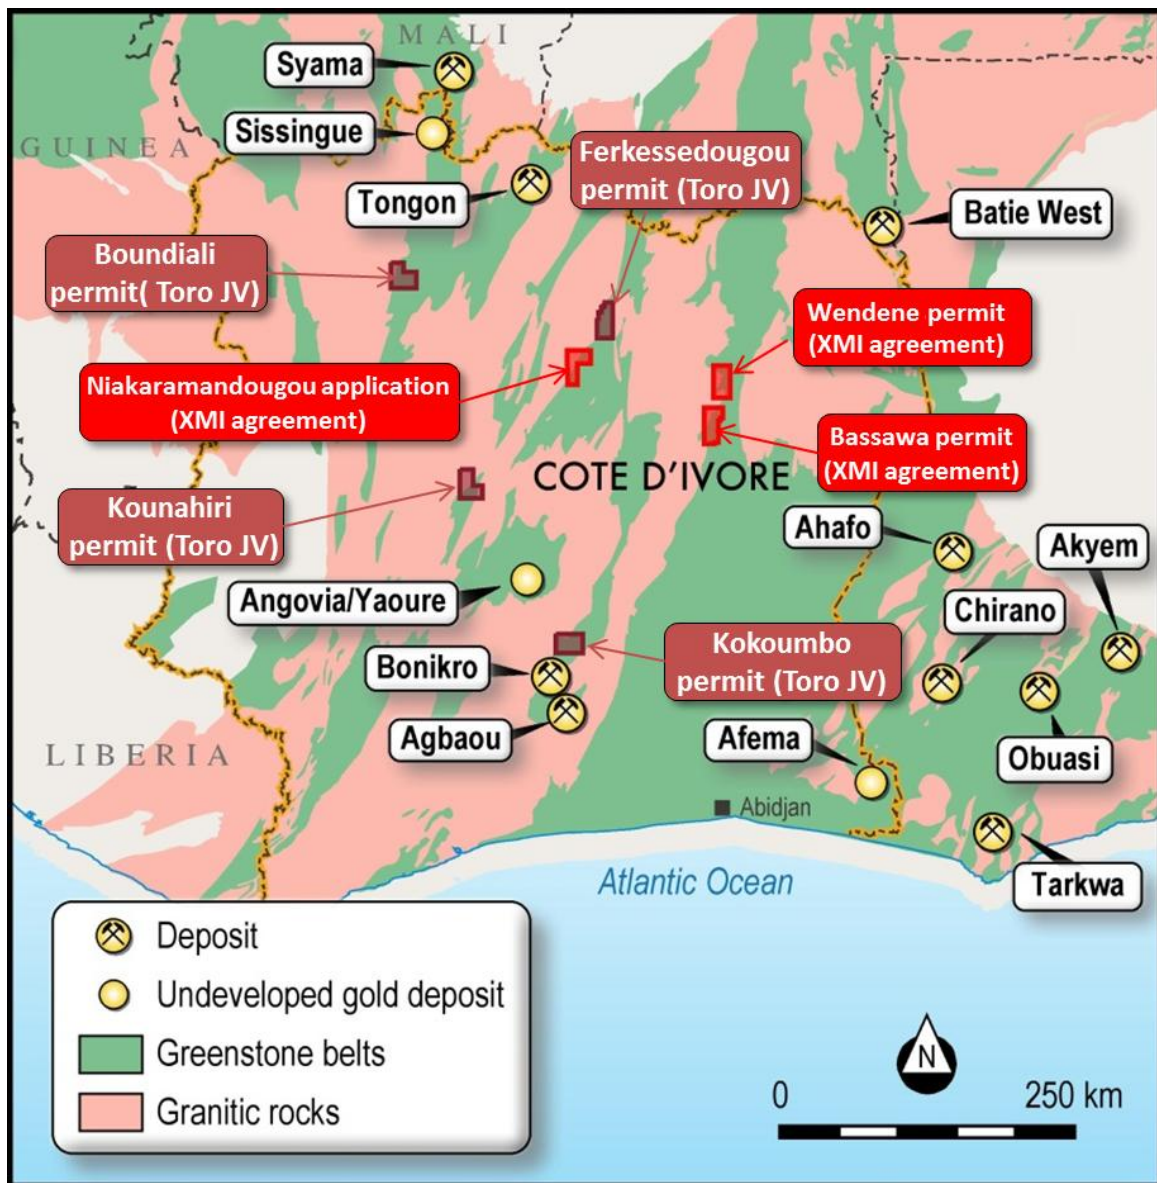 MALI
Syama
Sissingue
GUINEA
Ferkessedougou
permit (Toro JV)
Tongon
Batie West
Boundiali
permit( Toro JV)
Wendene permit
(XMI agreement)
Niakaramandougou application
(XMI agreement)
Bassawa permit
(XMI agreement)
COTE D'IVORE
Kounahiri
permit (Toro JV)
Ahafo
Akyem
Angovia/Yaoure
Chirano
Kokoumbo
permit (Toro JV)
Bonikro
Agbaou
Afema
Obuasi
LIBERIA
Abidjan
Atlantic Ocean
Tarkwa
Deposit
Undeveloped gold deposit
Greenstone belts
Granitic rocks
N
0 250 km